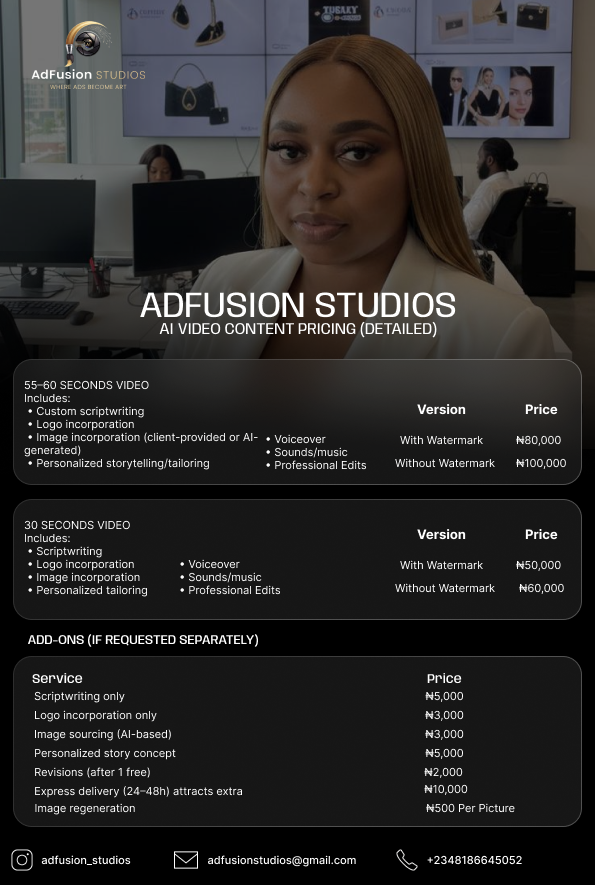 AdFusion STUDIOS
WHERE ADS BECOME ART
ADFUSION STUDIOS
AI VIDEO CONTENT PRICING (DETAILED)
55–60 SECONDS VIDEO
Includes:
• Custom scriptwriting
• Logo incorporation
• Image incorporation (client-provided or AI-
generated)
• Personalized storytelling/tailoring
• Voiceover
• Sounds/music
• Professional Edits
Version Price
With Watermark ₦80,000
Without Watermark ₦100,000
30 SECONDS VIDEO
Includes:
• Scriptwriting
• Logo incorporation
• Image incorporation
• Personalized tailoring
• Voiceover
• Sounds/music
• Professional Edits
Version Price
With Watermark ₦50,000
Without Watermark ₦60,000
ADD-ONS (IF REQUESTED SEPARATELY)
Service Price
Scriptwriting only ₦5,000
Logo incorporation only ₦3,000
Image sourcing (AI-based) ₦3,000
Personalized story concept ₦5,000
Revisions (after 1 free) ₦2,000
Express delivery (24–48h) attracts extra ₦10,000
Image regeneration ₦500 Per Picture
adfusion_studios adfusionstudios@gmail.com +2348186645052